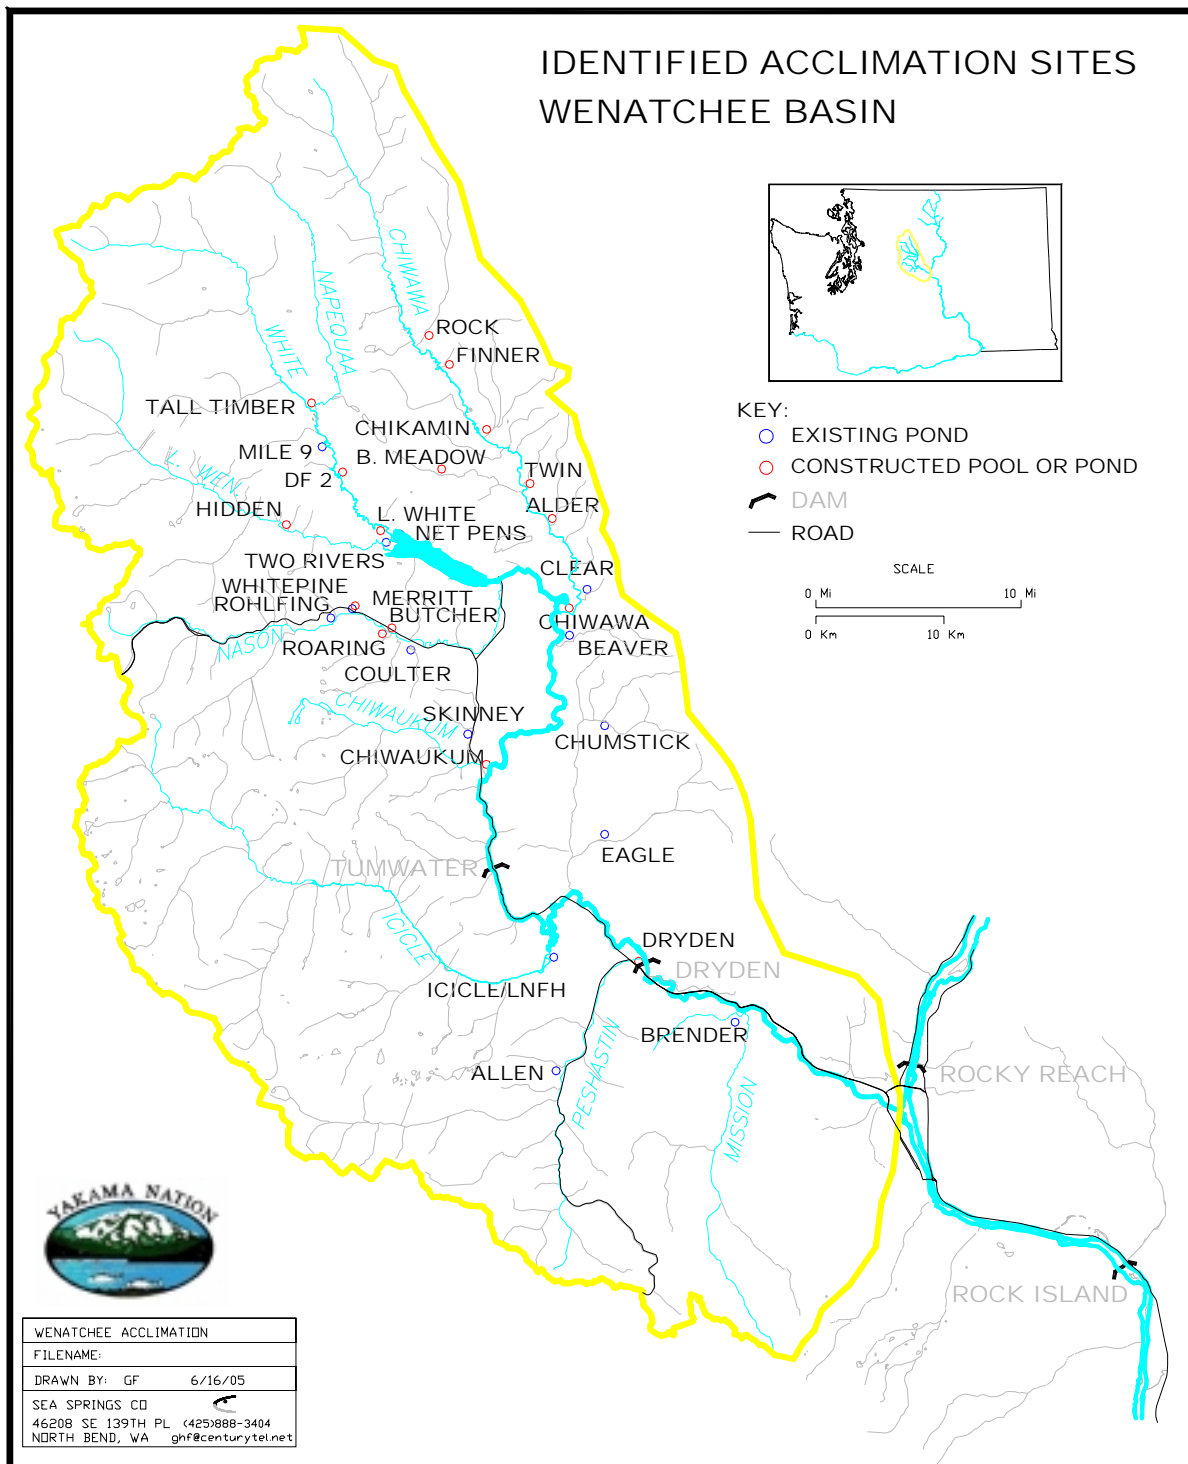 IDENTIFIED ACCLIMATION SITES
WENATCHEE BASIN
CHIWAWA
NAPEQUAA
WHITE
ROCK
FINNER
TALL TIMBER
CHIKAMIN
MILE 9
B. MEADOW
DF 2
L. WEN.
TWIN
HIDDEN
ALDER
L. WHITE
NET PENS
TWO RIVERS
CLEAR
WHITEPINE
MERRITT
ROHLFING
BUTCHER
CHIWAWA
NASON
ROARING
BEAVER
COULTER
CHIWAUKUM
SKINNEY
CHUMSTICK
CHIWAUKUM
EAGLE
TUMWATER
ICICLE
DRYDEN
DRYDEN
ICICLE/LNFH
BRENDER
PESHASTIN
ALLEN
MISSION
ROCKY REACH
ROCK ISLAND
KEY:
EXISTING POND
CONSTRUCTED POOL OR POND
DAM
ROAD
SCALE
0 Mi 10 Mi
0 Km 10 Km
YAKAMA NATION
WENATCHEE ACCLIMATION
FILENAME:
DRAWN BY: GF 6/16/05
SEA SPRINGS CO
46208 SE 139TH PL (425)888-3404
NORTH BEND, WA ghf@centurytel.net